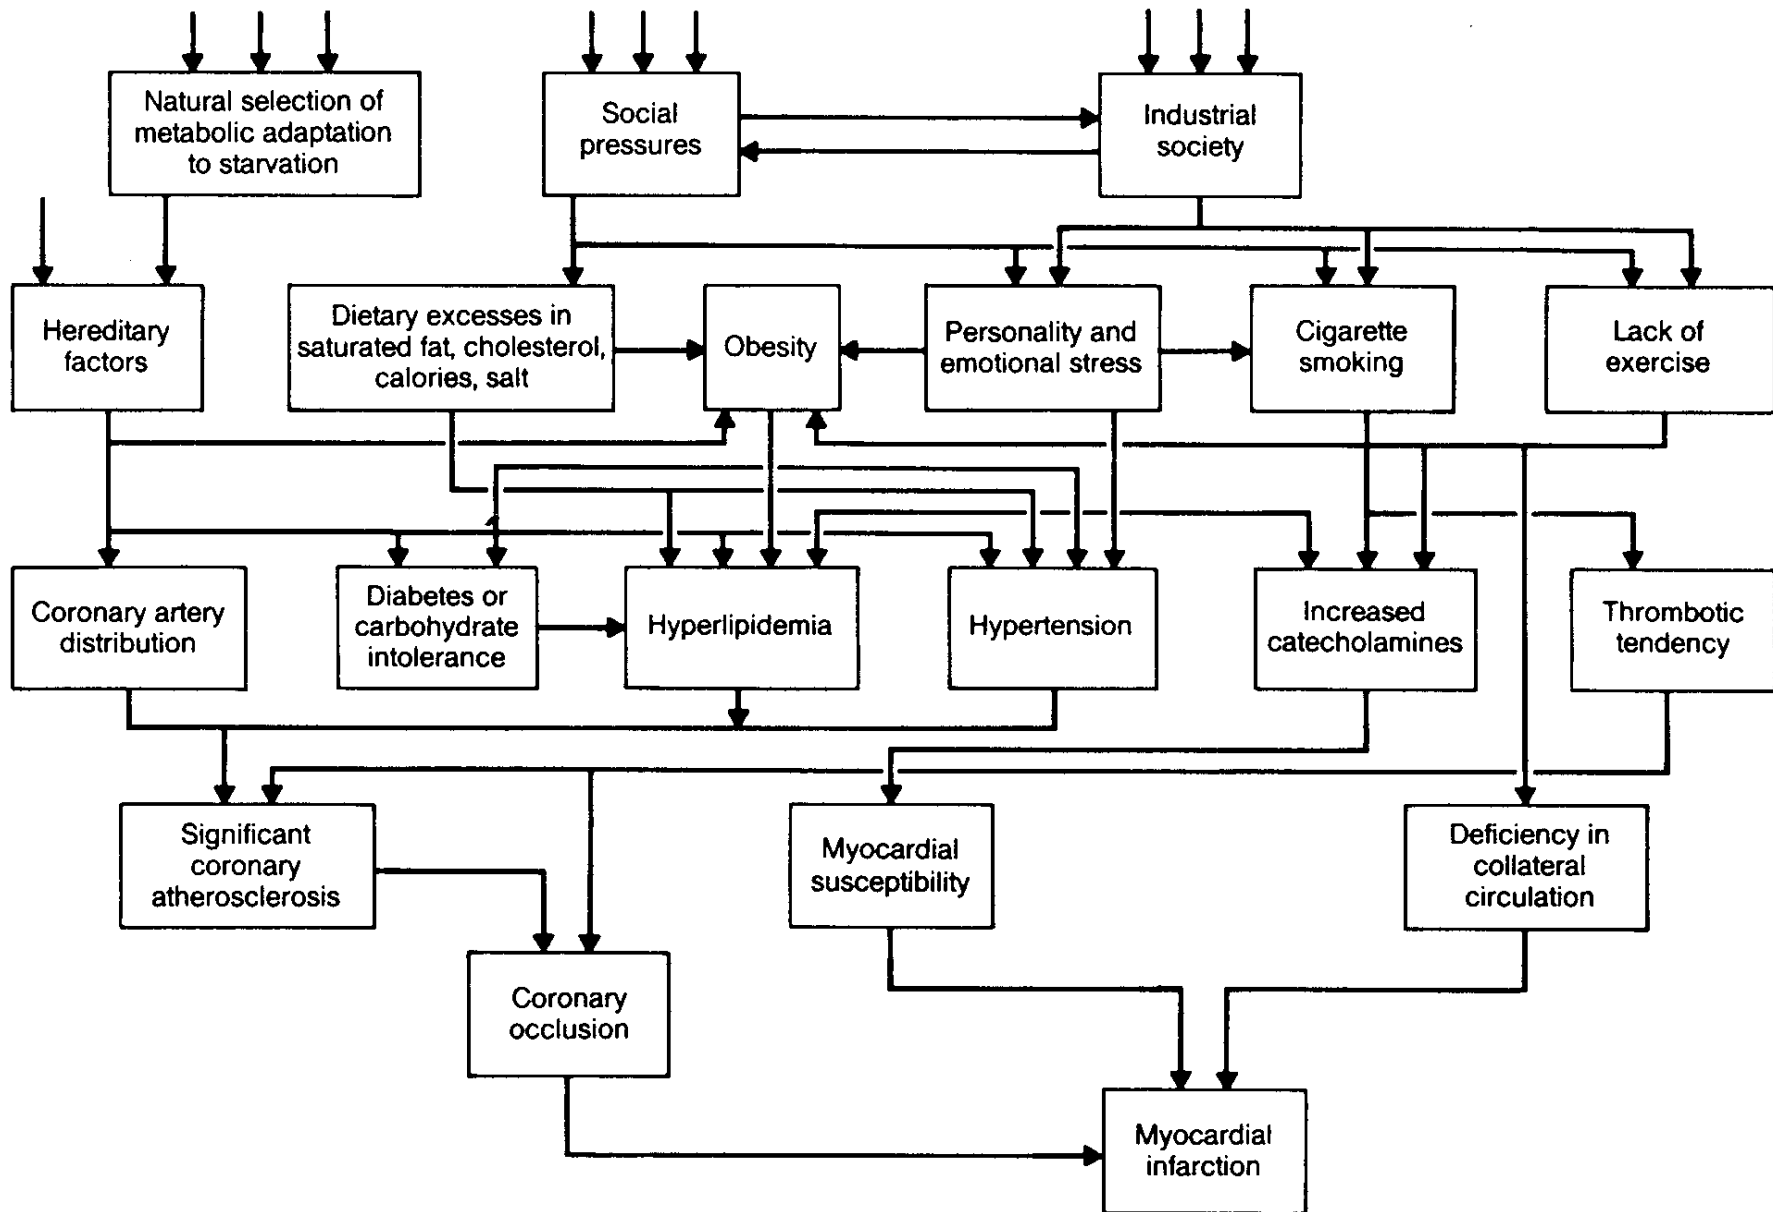 Natural selection of
metabolic adaptation
to starvation
Social
pressures
Industrial
society
Hereditary
factors
Dietary excesses in
saturated fat, cholesterol,
calories, salt
Obesity
Personality and
emotional stress
Cigarette
smoking
Lack of
exercise
Coronary artery
distribution
Diabetes or
carbohydrate
intolerance
Hyperlipidemia
Hypertension
Increased
catecholamines
Thrombotic
tendency
Significant
coronary
atherosclerosis
Myocardial
susceptibility
Deficiency in
collateral
circulation
Coronary
occlusion
Myocardial
infarction